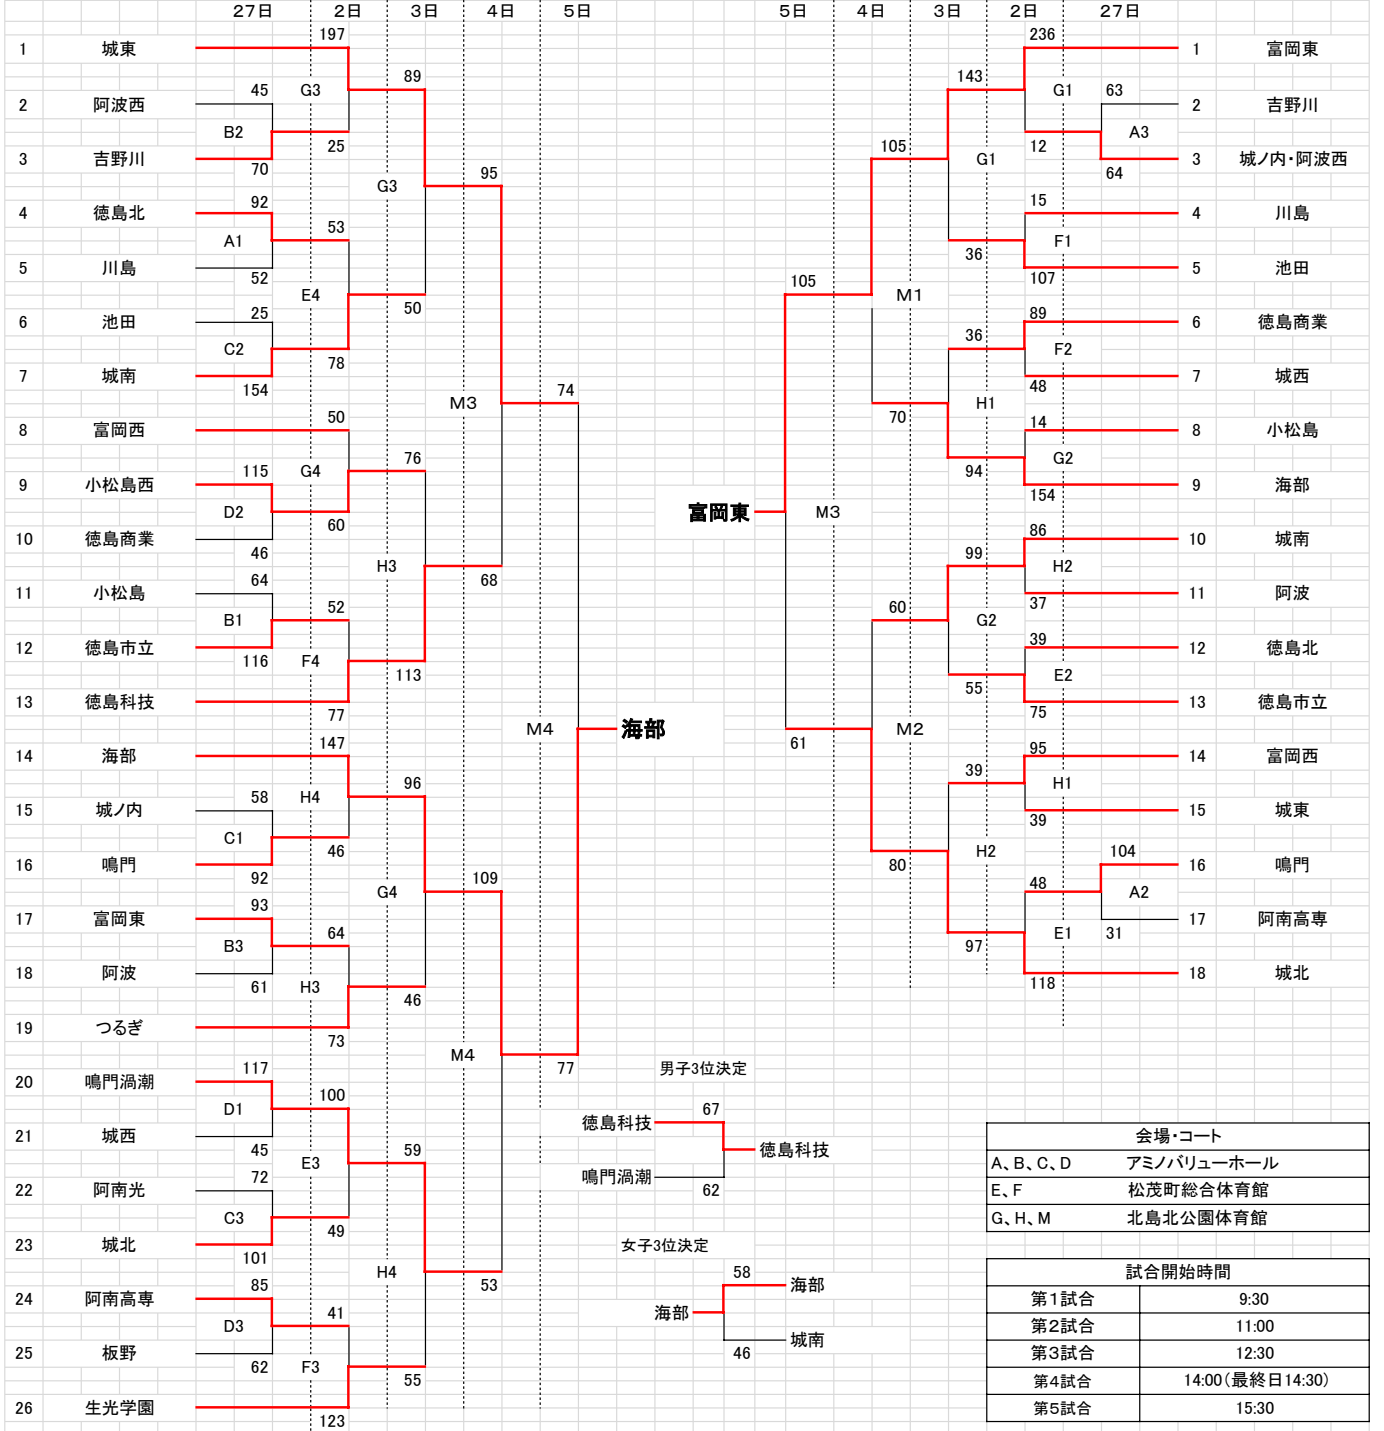 27日 2日 3日 4日 5日
197
1 城東
89
45 G3
2 阿波西
B2
25
3 吉野川
70
G3 95
92
4 徳島北
53
A1
5 川島
52
E4
50
25
6 池田
C2
78
7 城南
154
74
M3
50
8 富岡西
76
115 G4
9 小松島西
D2
60
10 徳島商業
46
H3
64 68
11 小松島
52
B1
12 徳島市立
116 F4
113
13 徳島科技
77
M4 海部
147
14 海部
96
58 H4
15 城ノ内
C1
46
16 鳴門
92
G4 109
93
17 富岡東
64
B3
18 阿波
61 H3
46
19 つるぎ
73
M4
77
117
20 鳴門渦潮
100
D1
21 城西
45
E3 59
72
22 阿南光
C3
49
23 城北
101
H4
53
85
24 阿南高専
41
D3
25 板野
62 F3
55
26 生光学園
123
5日 4日 3日 2日 27日
236
1 富岡東
143
G1 63
2 吉野川
A3
105 12
G1
3 城ノ内・阿波西
64
15
4 川島
F1
36
5 池田
107
105
M1
89
6 徳島商業
36
F2
7 城西
48
H1
70
14
8 小松島
G2
94
9 海部
154
富岡東 M3
86
10 城南
99
H2
11 阿波
37
60
G2
39
12 徳島北
E2
55
13 徳島市立
75
M2
61
95
14 富岡西
39
H1
15 城東
39
H2
80
104
16 鳴門
48
A2
17 阿南高専
E1 31
97
18 城北
118
男子3位決定
67
徳島科技
徳島科技
鳴門渦潮
62
女子3位決定
58
海部
海部
城南
46
会場・コート
A、B、C、D アミノバリューホール
E、F 松茂町総合体育館
G、H、M 北島北公園体育館
試合開始時間
第1試合 9:30
第2試合 11:00
第3試合 12:30
第4試合 14:00(最終日14:30)
第5試合 15:30